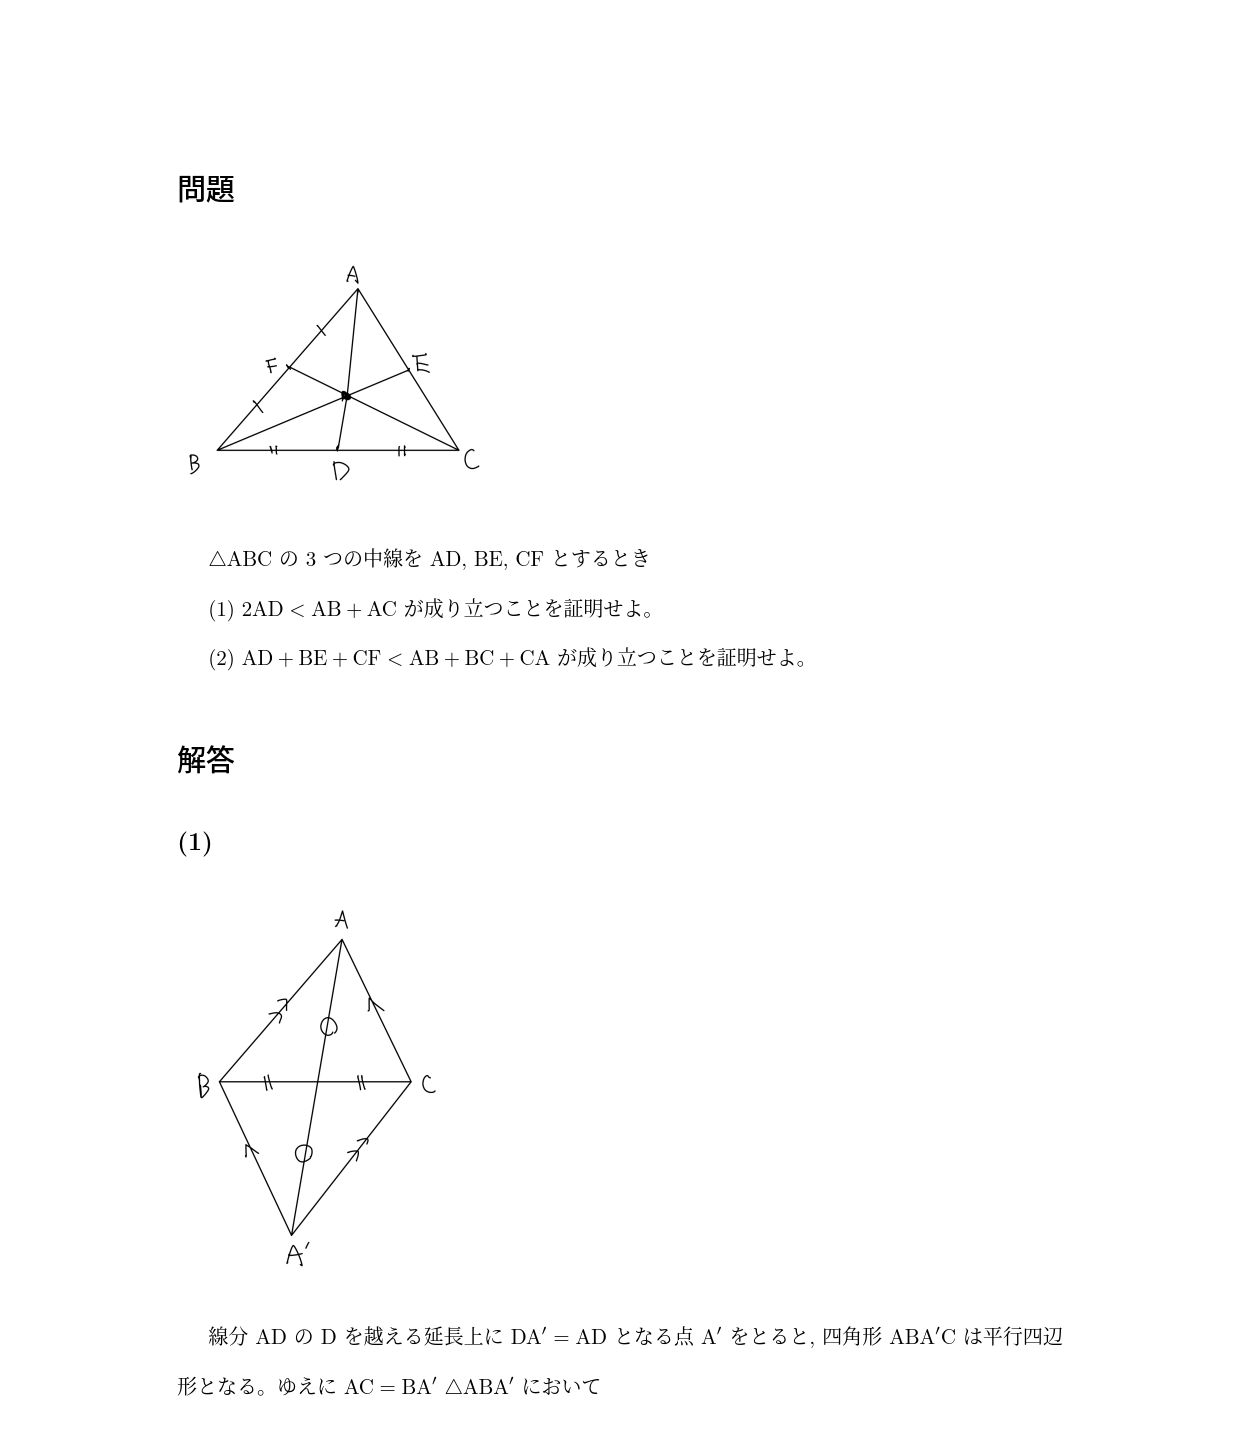 問題
A
F
E
B
D
C
△ABC の 3 つの中線を AD, BE, CF とするとき
(1) 2AD < AB + AC が成り立つことを証明せよ。
(2) AD + BE + CF < AB + BC + CA が成り立つことを証明せよ。
解答
(1)
A
B
C
A′
線分 AD の D を越える延長上に DA′ = AD となる点 A′ をとると, 四角形 ABA′C は平行四辺
形となる。ゆえに AC = BA′ △ABA′ において